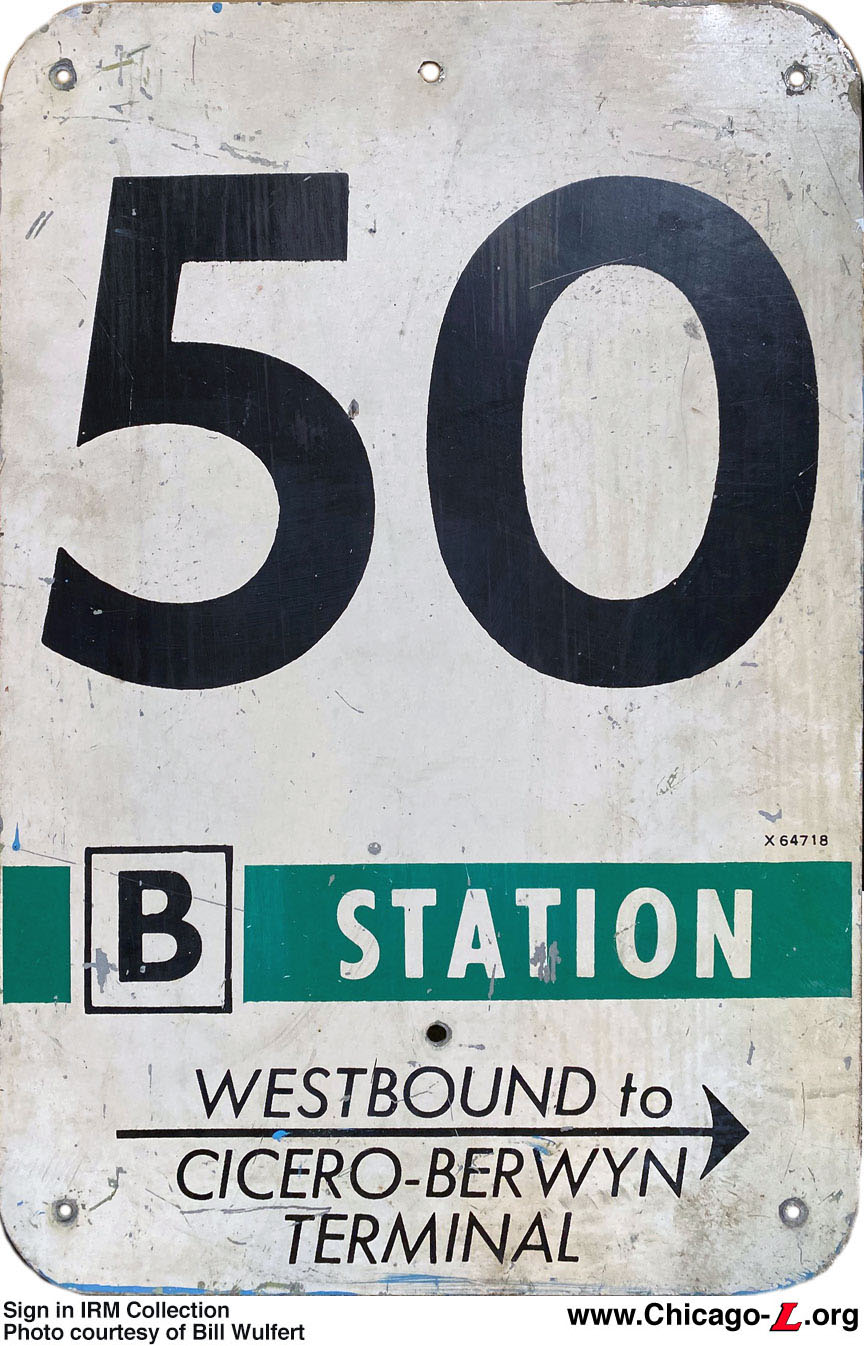 50
X 64718
B STATION
WESTBOUND to
CICERO-BERWYN
TERMINAL
Sign in IRM Collection
Photo courtesy of Bill Wulfert
www.Chicago-L.org